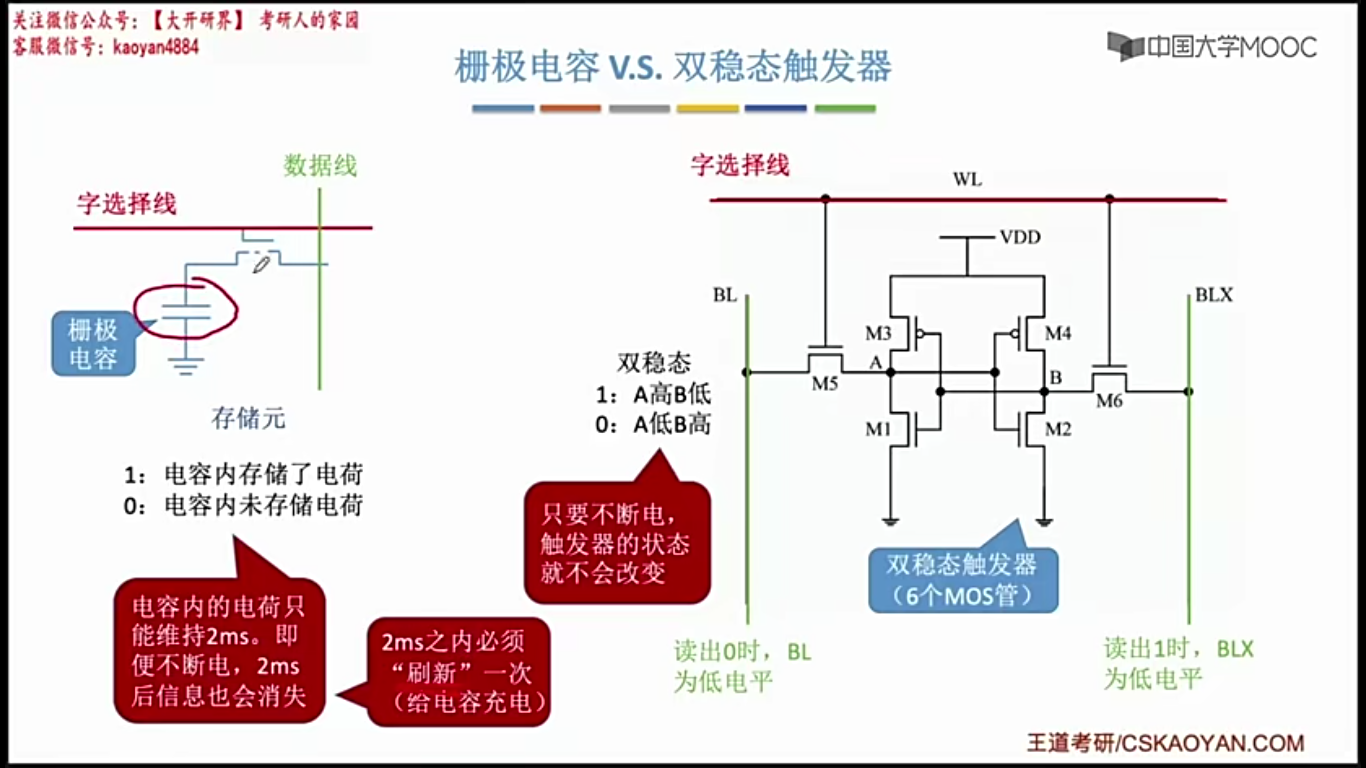 关注微信公众号：【大开研界】 考研人的家园
客服微信号：kaoyan4884
中国大学MOOC
栅极电容 V.S. 双稳态触发器
数据线
字选择线
栅极
电容
存储元
1：电容内存储了电荷
0：电容内未存储电荷
电容内的电荷只
能维持2ms。即
便不断电，2ms
后信息也会消失
2ms之内必须
“刷新”一次
（给电容充电）
字选择线
WL
VDD
BL
BLX
M3
M4
A
B
M5
M6
M1
M2
双稳态
1：A高B低
0：A低B高
只要不断电，
触发器的状态
就不会改变
双稳态触发器
（6个MOS管）
读出0时，BL
为低电平
读出1时，BLX
为低电平
王道考研/CSKAOYAN.COM